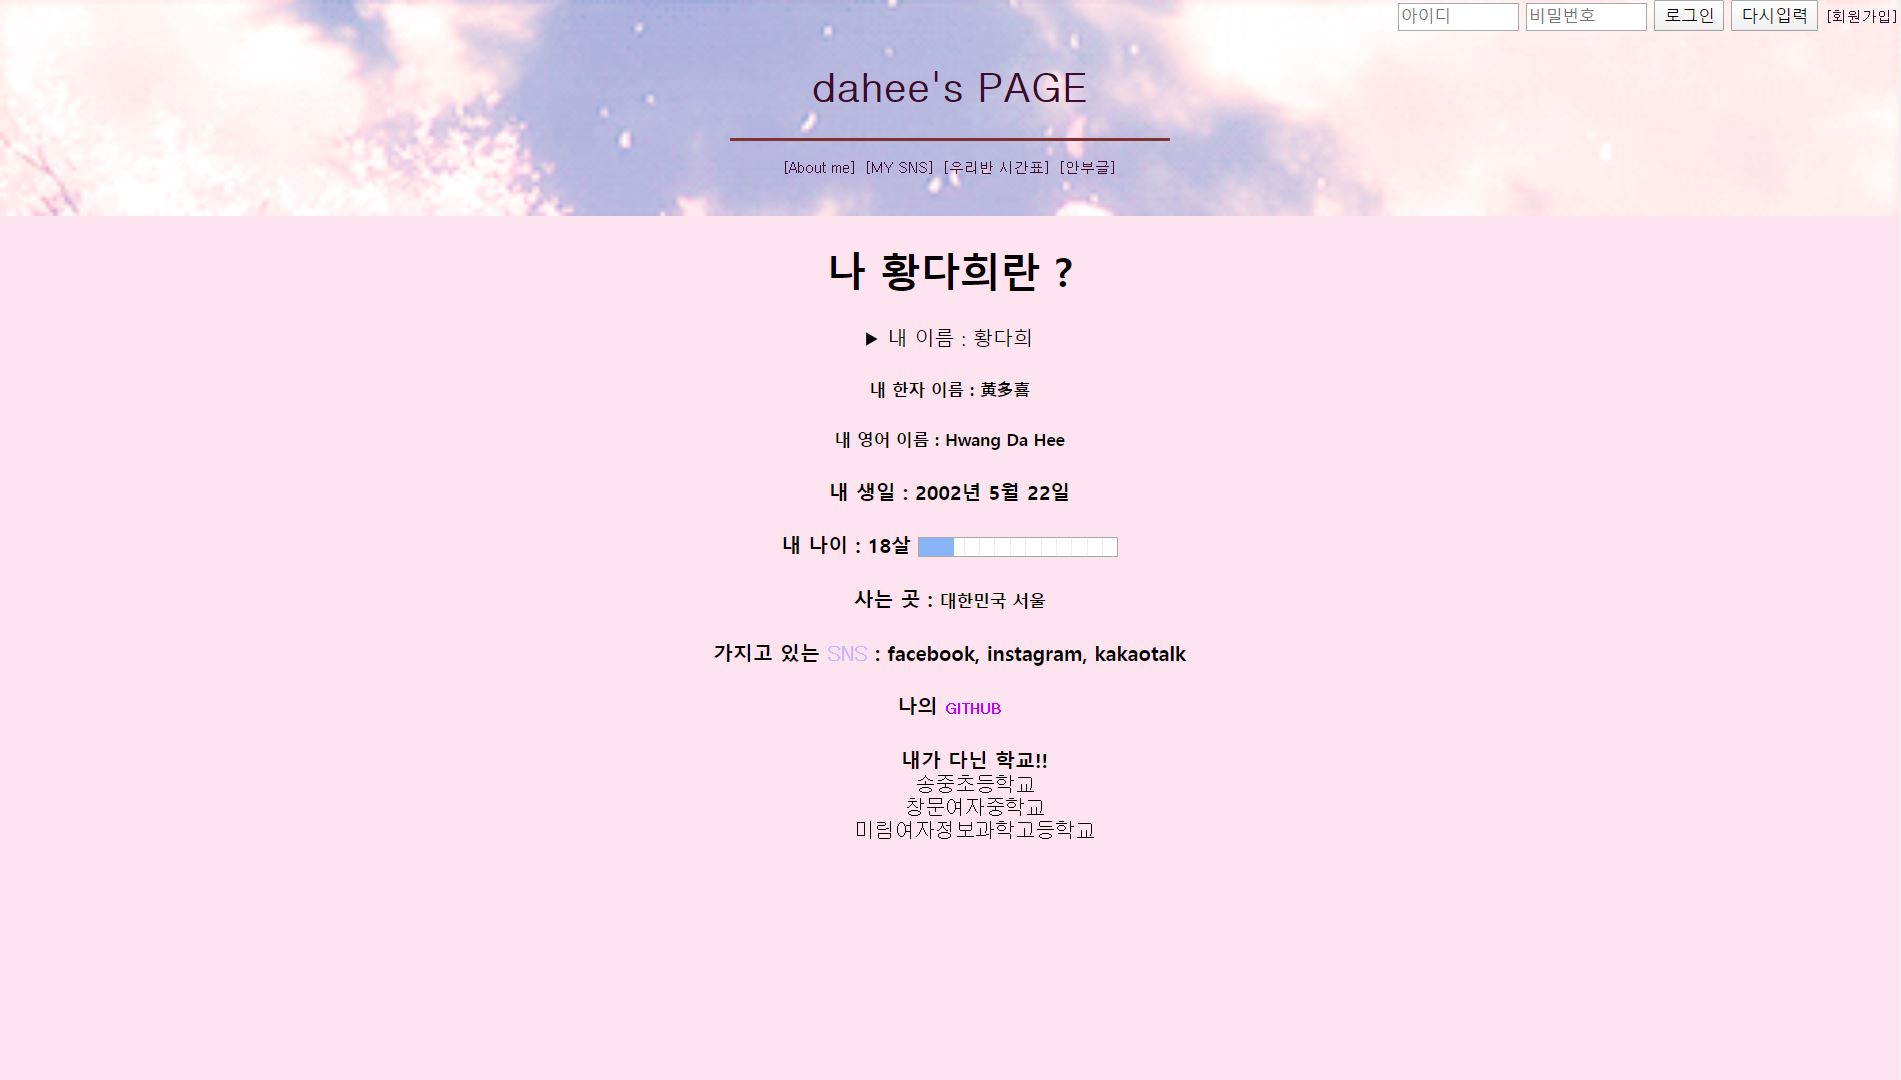 아이디 비밀번호 로그인 다시입력 [회원가입]
dahee's PAGE
[About me] [MY SNS] [우리반 시간표] [안부글]
나 황다희란 ?
▶ 내 이름 : 황다희
내 한자 이름 : 黄多喜
내 영어 이름 : Hwang Da Hee
내 생일 : 2002년 5월 22일
내 나이 : 18살
사는 곳 : 대한민국 서울
가지고 있는 SNS : facebook, instagram, kakaotalk
나의 GITHUB
내가 다닌 학교!!
송중초등학교
창문여자중학교
미림여자정보과학고등학교